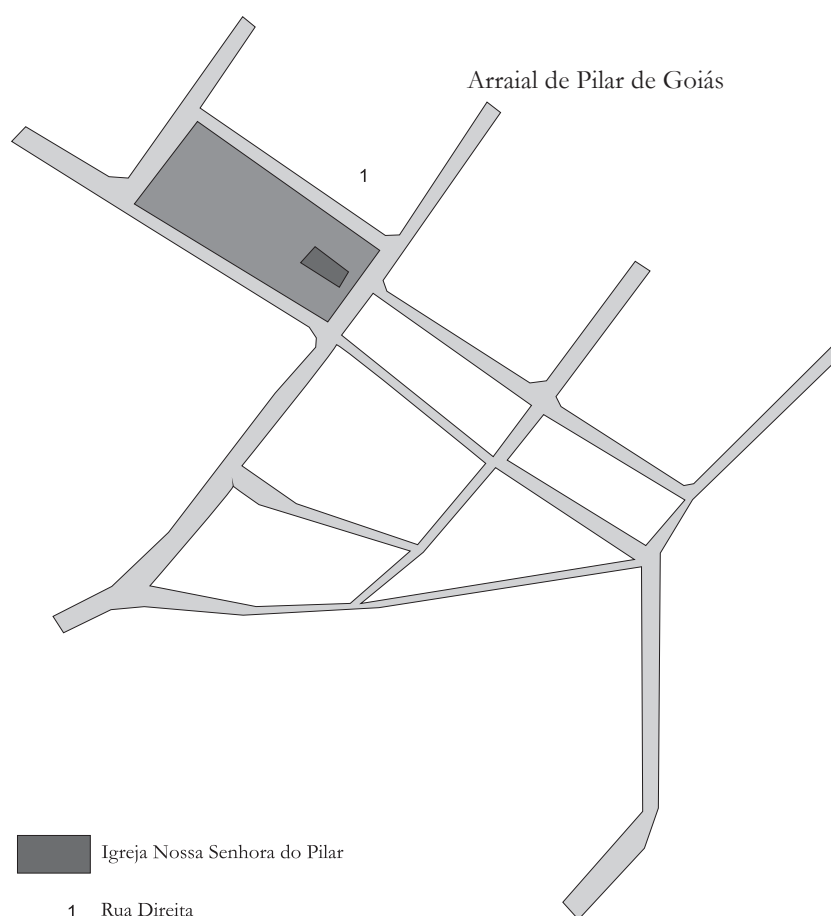 Arraial de Pilar de Goiás
1
Igreja Nossa Senhora do Pilar
1 Rua Direita